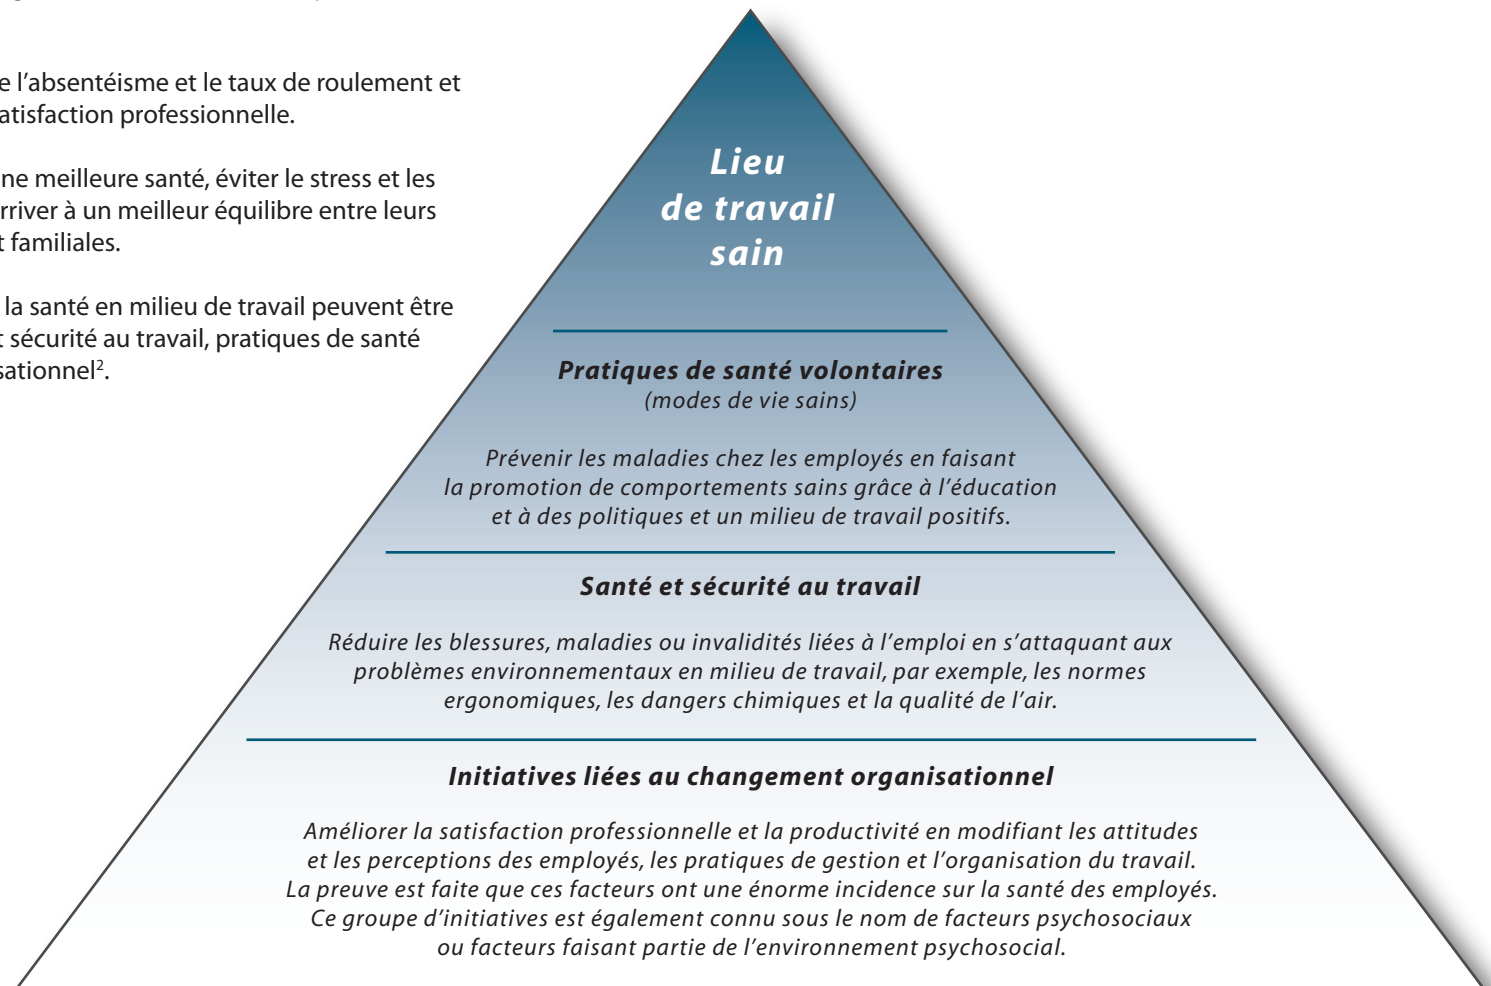 e l’absentéisme et le taux de roulement et
atisfaction professionnelle.
ne meilleure santé, éviter le stress et les
rriver à un meilleur équilibre entre leurs
t familiales.
la santé en milieu de travail peuvent être
t sécurité au travail, pratiques de santé
sationnel².
Lieu
de travail
sain
Pratiques de santé volontaires
(modes de vie sains)
Prévenir les maladies chez les employés en faisant
la promotion de comportements sains grâce à l’éducation
et à des politiques et un milieu de travail positifs.
Santé et sécurité au travail
Réduire les blessures, maladies ou invalidités liées à l’emploi en s’attaquant aux
problèmes environnementaux en milieu de travail, par exemple, les normes
ergonomiques, les dangers chimiques et la qualité de l’air.
Initiatives liées au changement organisationnel
Améliorer la satisfaction professionnelle et la productivité en modifiant les attitudes
et les perceptions des employés, les pratiques de gestion et l’organisation du travail.
La preuve est faite que ces facteurs ont une énorme incidence sur la santé des employés.
Ce groupe d’initiatives est également connu sous le nom de facteurs psychosociaux
ou facteurs faisant partie de l’environnement psychosocial.